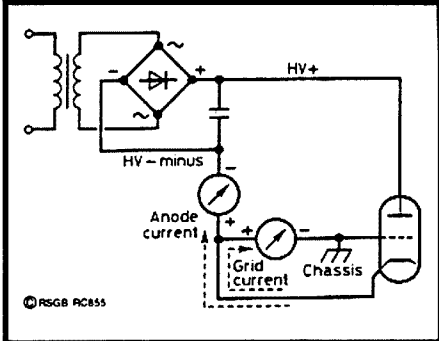 ~
-
+
HV+
~
HV – minus
-
Anode
current
+
+
-
Grid
current
Chassis
© RSGB RC855